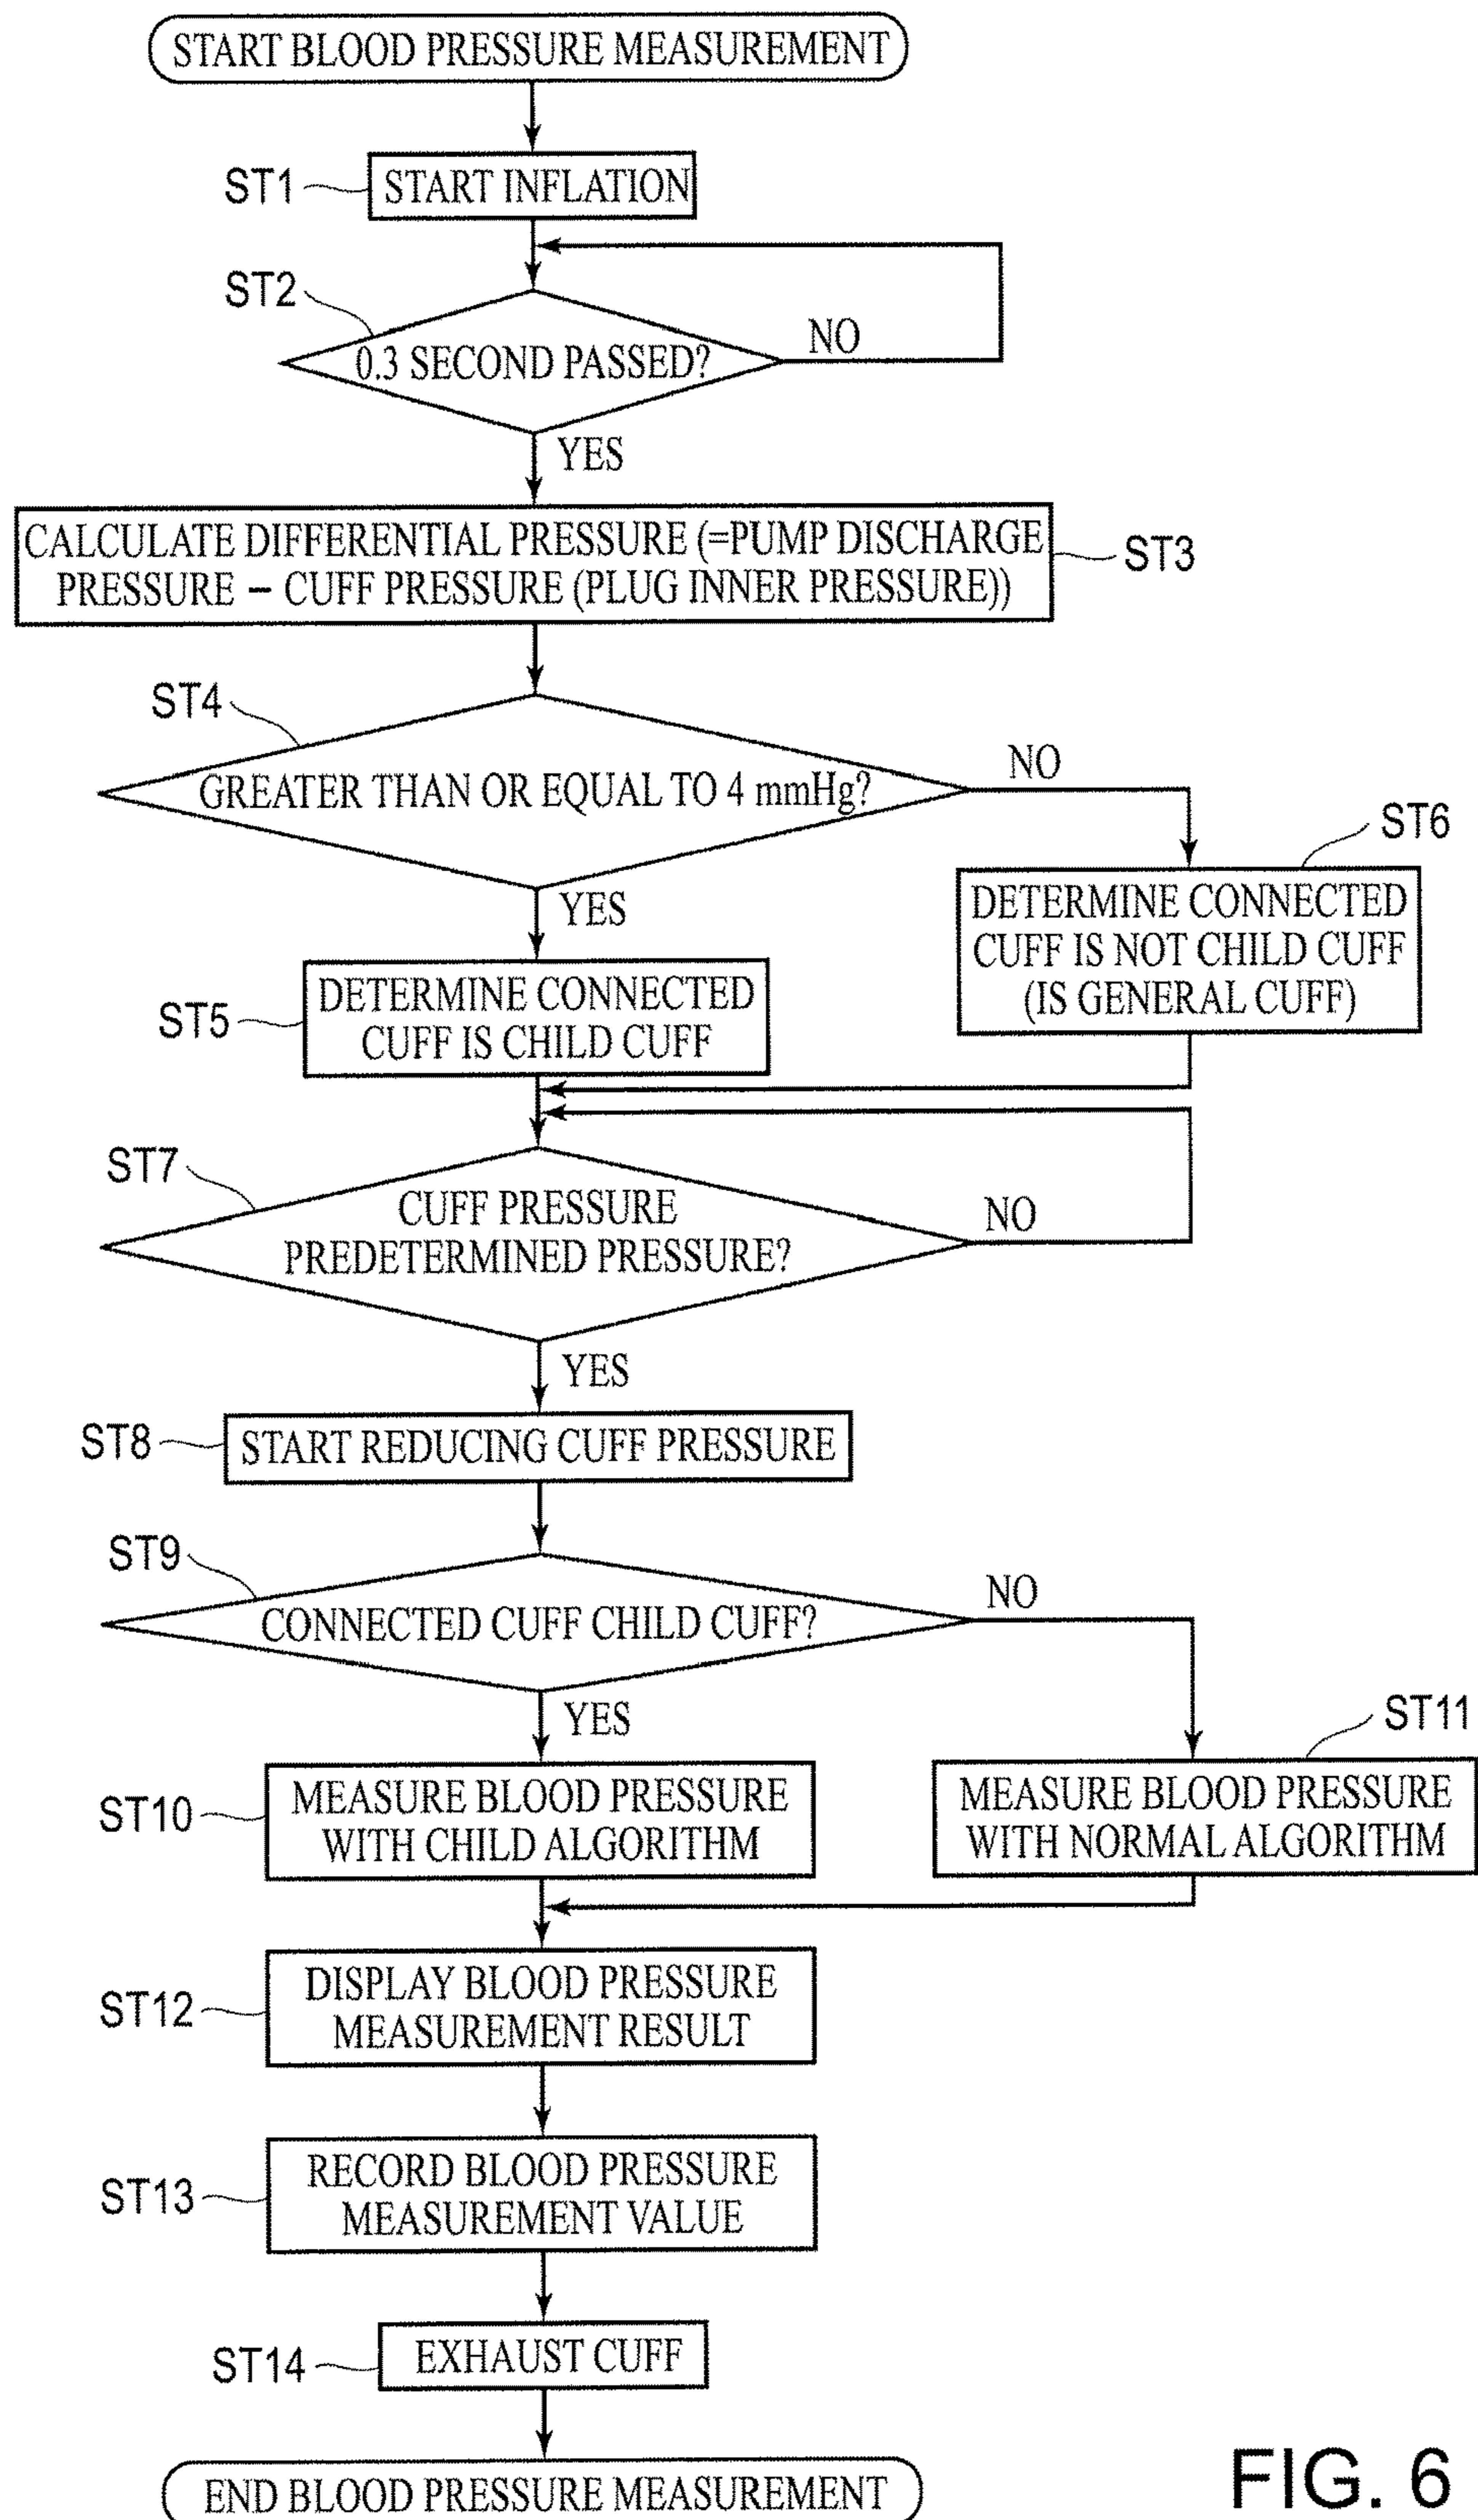 START BLOOD PRESSURE MEASUREMENT
ST1
START INFLATION
ST2
0.3 SECOND PASSED?
NO
YES
CALCULATE DIFFERENTIAL PRESSURE (=PUMP DISCHARGE
PRESSURE – CUFF PRESSURE (PLUG INNER PRESSURE))
ST3
ST4
GREATER THAN OR EQUAL TO 4 mmHg?
NO
YES
ST6
DETERMINE CONNECTED
CUFF IS NOT CHILD CUFF
(IS GENERAL CUFF)
ST5
DETERMINE CONNECTED
CUFF IS CHILD CUFF
ST7
CUFF PRESSURE
PREDETERMINED PRESSURE?
NO
YES
ST8
START REDUCING CUFF PRESSURE
ST9
CONNECTED CUFF CHILD CUFF?
NO
YES
ST11
ST10
MEASURE BLOOD PRESSURE
WITH CHILD ALGORITHM
MEASURE BLOOD PRESSURE
WITH NORMAL ALGORITHM
ST12
DISPLAY BLOOD PRESSURE
MEASUREMENT RESULT
ST13
RECORD BLOOD PRESSURE
MEASUREMENT VALUE
ST14
EXHAUST CUFF
END BLOOD PRESSURE MEASUREMENT
FIG. 6